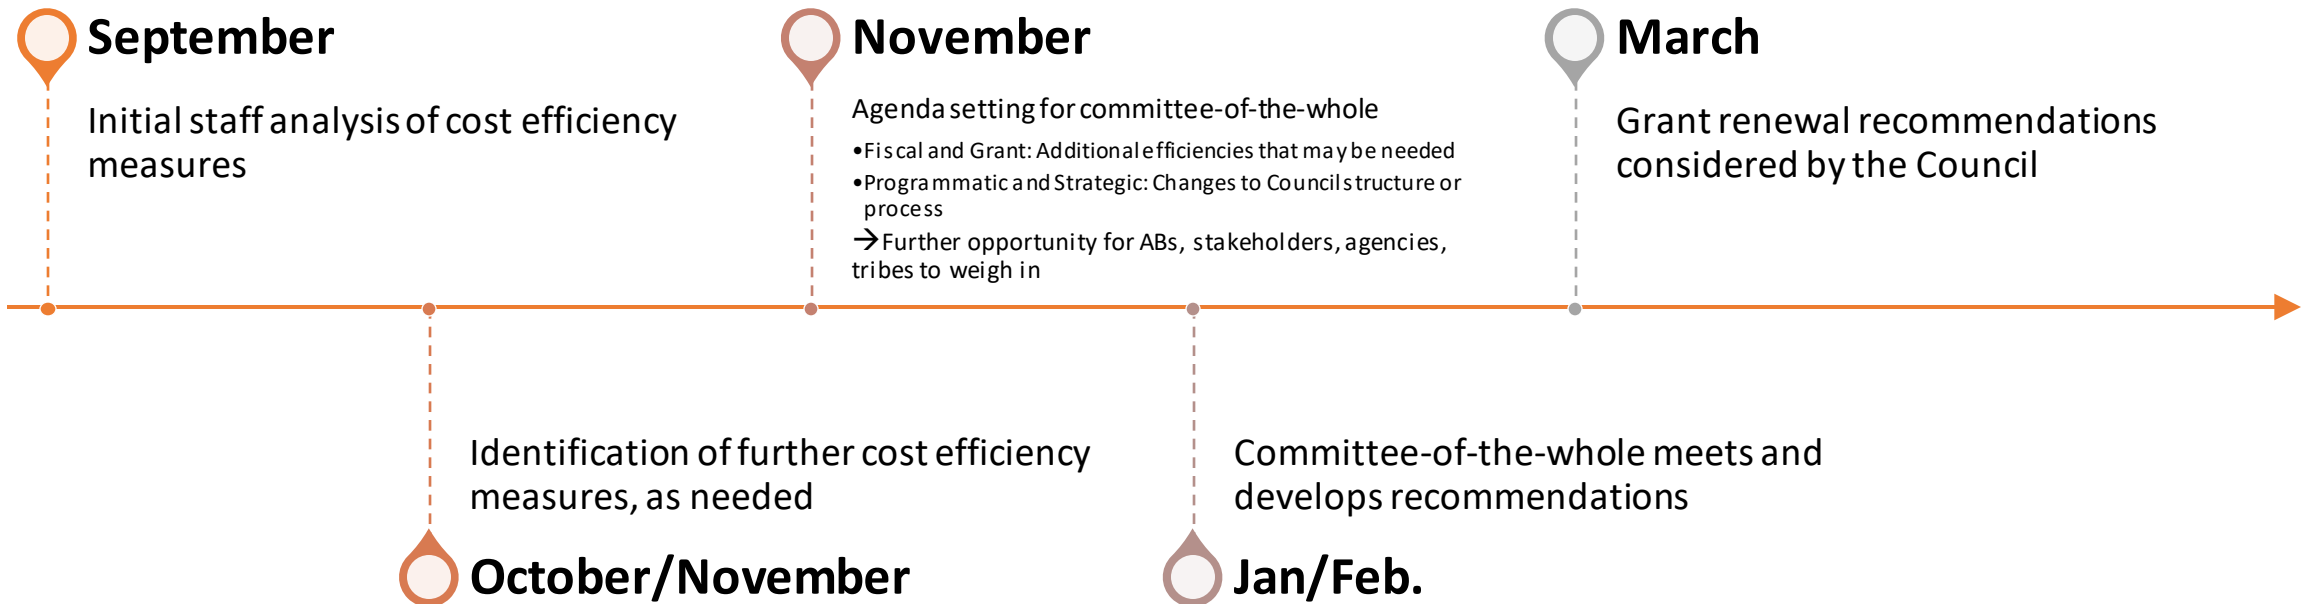 September
Initial staff analysis of cost efficiency
measures
October/November
Identification of further cost efficiency
measures, as needed
November
Agenda setting for committee-of-the-whole
•Fiscal and Grant: Additional efficiencies that may be needed
•Programmatic and Strategic: Changes to Council structure or
process
→Further opportunity for ABs, stakeholders, agencies,
tribes to weigh in
Jan/Feb.
Committee-of-the-whole meets and
develops recommendations
March
Grant renewal recommendations
considered by the Council